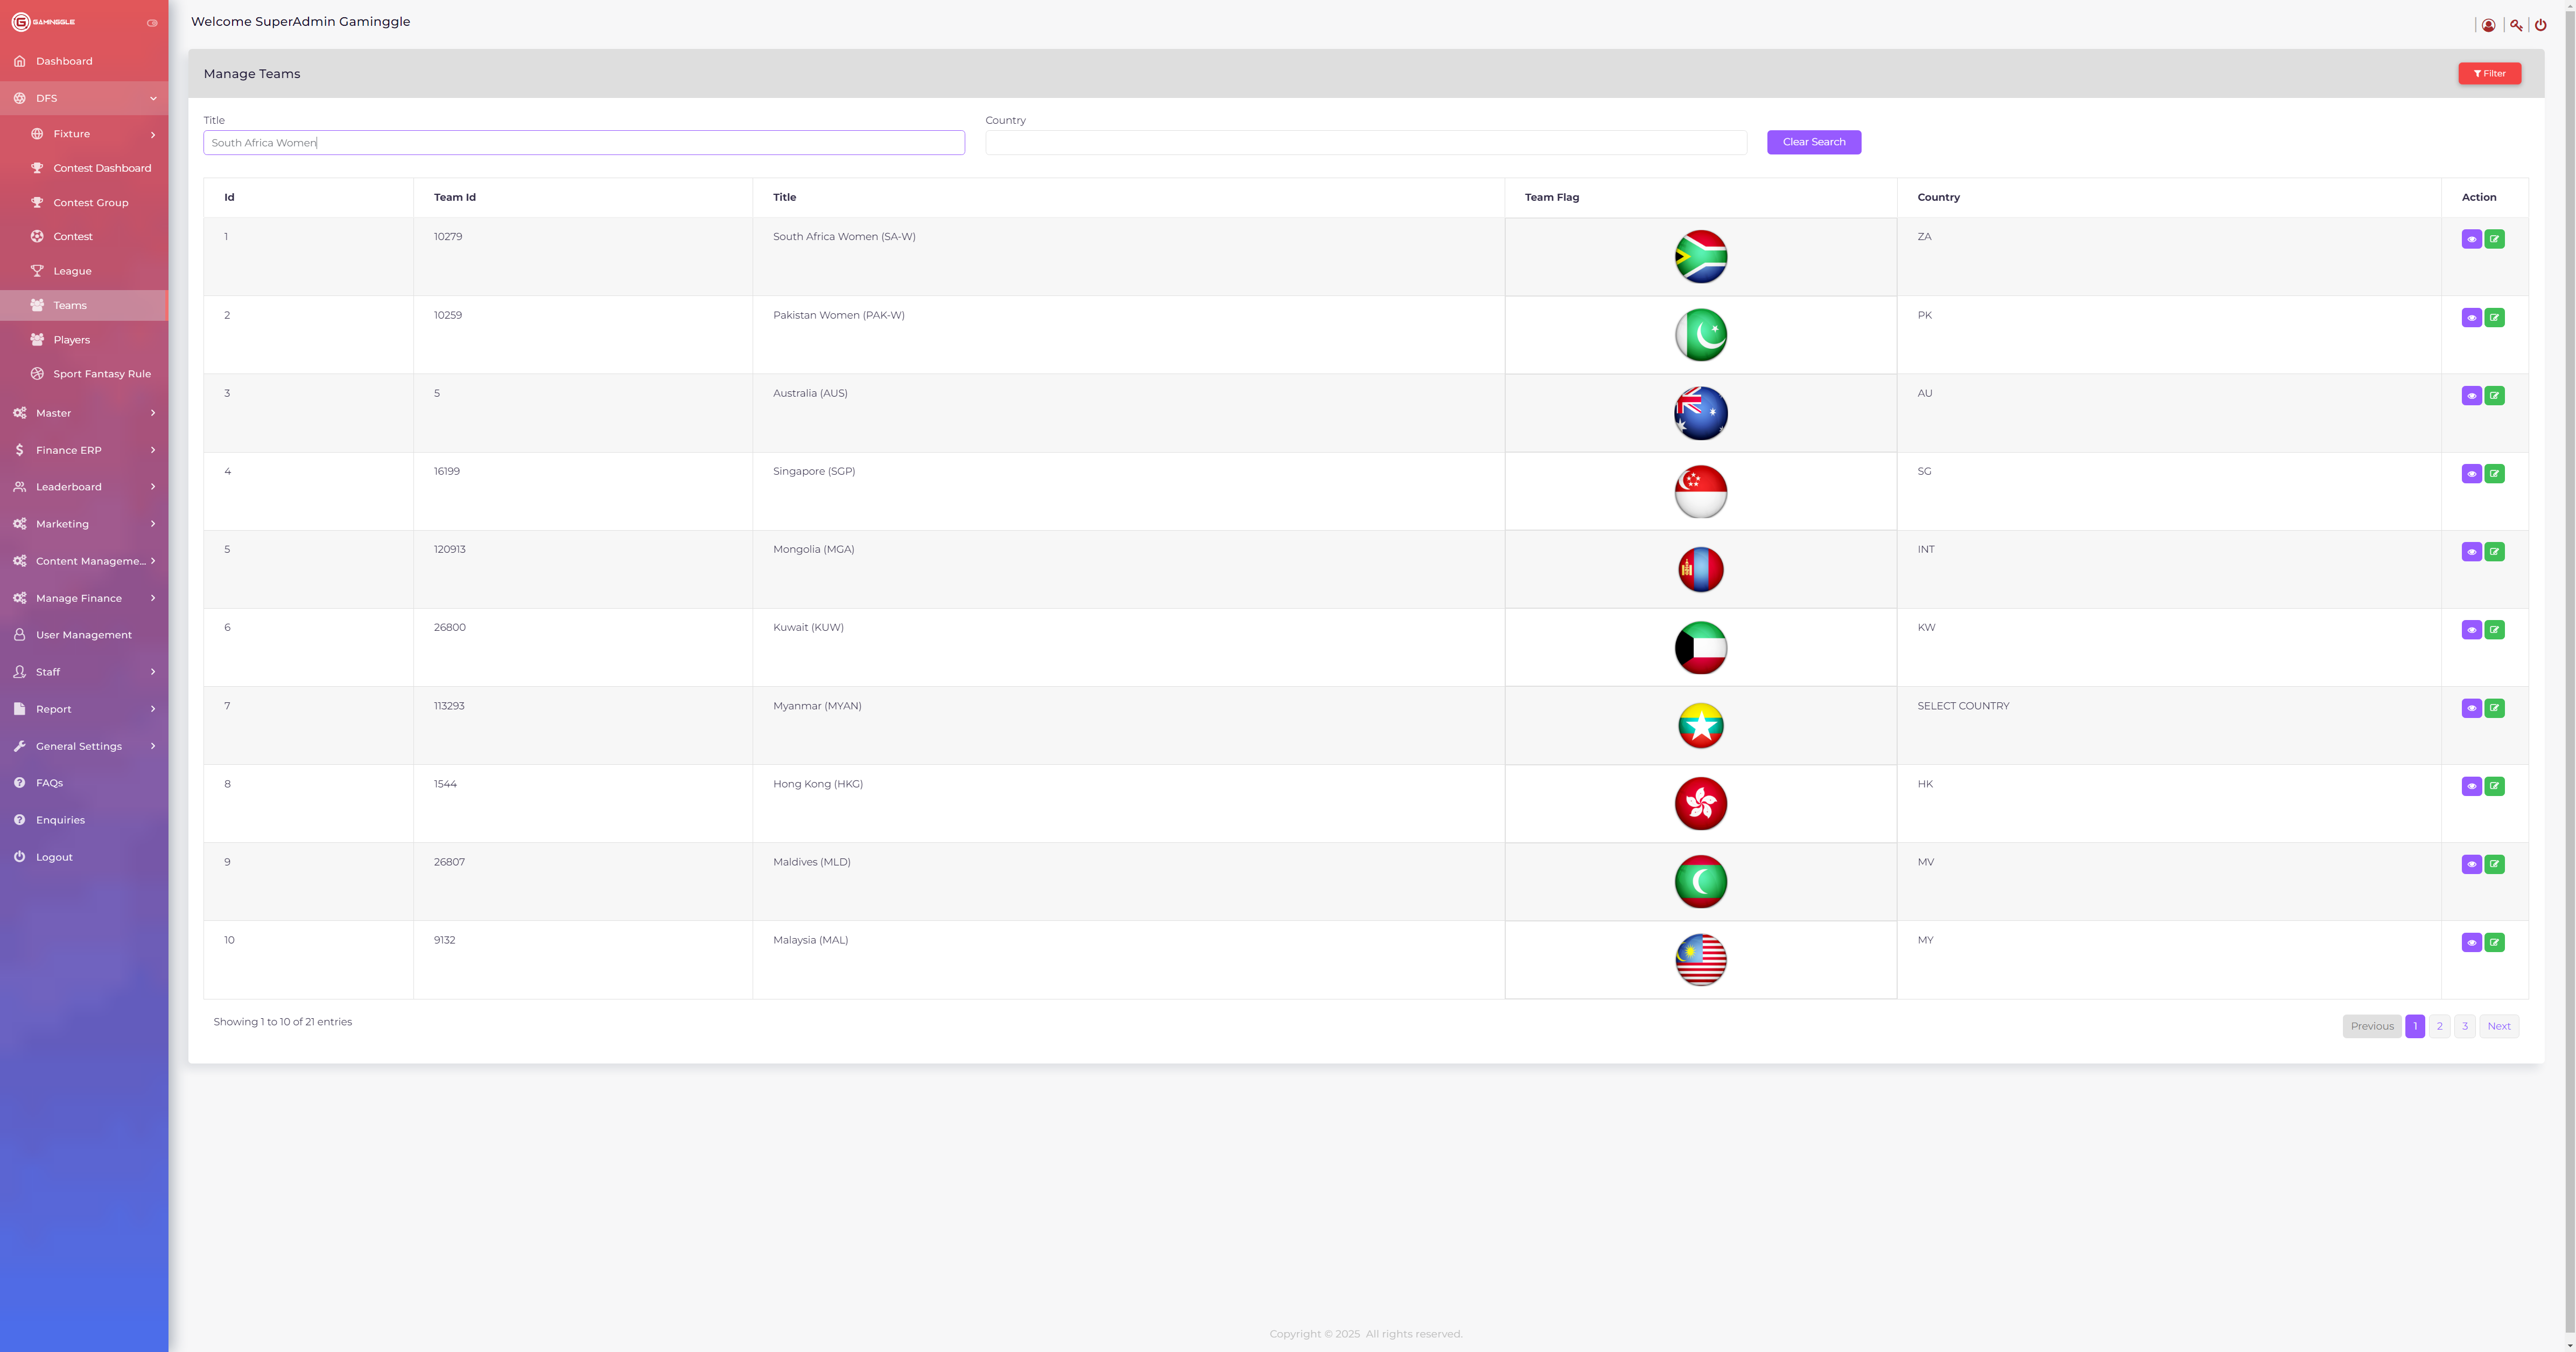 GAMINGGLE
Welcome SuperAdmin Gaminggle
Dashboard
DFS
Fixture
Contest Dashboard
Contest Group
Contest
League
Teams
Players
Sport Fantasy Rule
Master
Finance ERP
Leaderboard
Marketing
Content Manageme...
Manage Finance
User Management
Staff
Report
General Settings
FAQs
Enquiries
Logout
Manage Teams
Filter
Title
Country
South Africa Women
Clear Search
Id Team Id Title Team Flag Country Action
1 10279 South Africa Women (SA-W) ZA
2 10259 Pakistan Women (PAK-W) PK
3 5 Australia (AUS) AU
4 16199 Singapore (SGP) SG
5 120913 Mongolia (MGA) INT
6 26800 Kuwait (KUW) KW
7 113293 Myanmar (MYAN) SELECT COUNTRY
8 1544 Hong Kong (HKG) HK
9 26807 Maldives (MLD) MV
10 9132 Malaysia (MAL) MY
Showing 1 to 10 of 21 entries
Previous 1 2 3 Next
Copyright © 2025 All rights reserved.